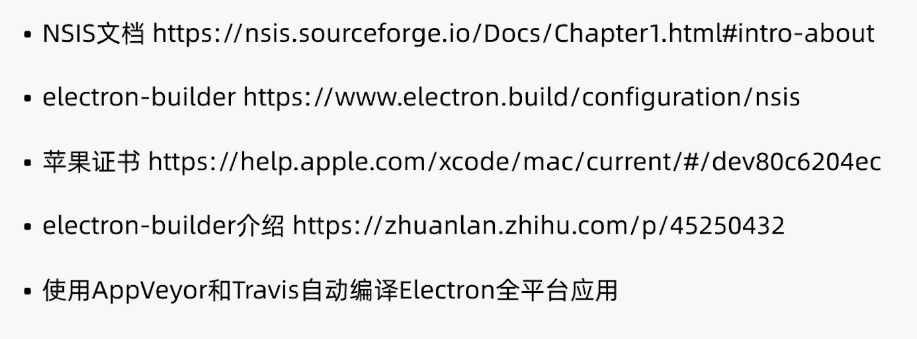 • NSIS文档 https://nsis.sourceforge.io/Docs/Chapter1.html#intro-about
• electron-builder https://www.electron.build/configuration/nsis
• 苹果证书 https://help.apple.com/xcode/mac/current/#/dev80c6204ec
• electron-builder介绍 https://zhuanlan.zhihu.com/p/45250432
• 使用AppVeyor和Travis自动编译Electron全平台应用